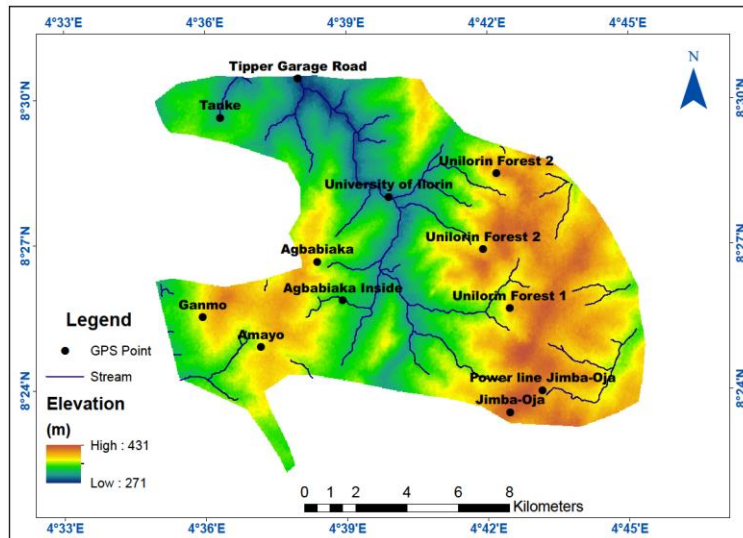 4°33'E 4°36'E 4°39'E 4°42'E 4°45'E
N
8°30'N
8°30'N
Tipper Garage Road
Tanke
Unilorin Forest 2
University of Ilorin
8°27'N
8°27'N
Unilorin Forest 2
Agbabiaka
Agbabiaka Inside
Unilorm Forest 1
Ganmo
Amayo
8°24'N
8°24'N
Power line Jimba-Oja
Jimba-Oja
Legend
GPS Point
Stream
Elevation
(m)
High : 431
Low : 271
0 1 2 4 6 8
Kilometers
4°33'E 4°36'E 4°39'E 4°42'E 4°45'E